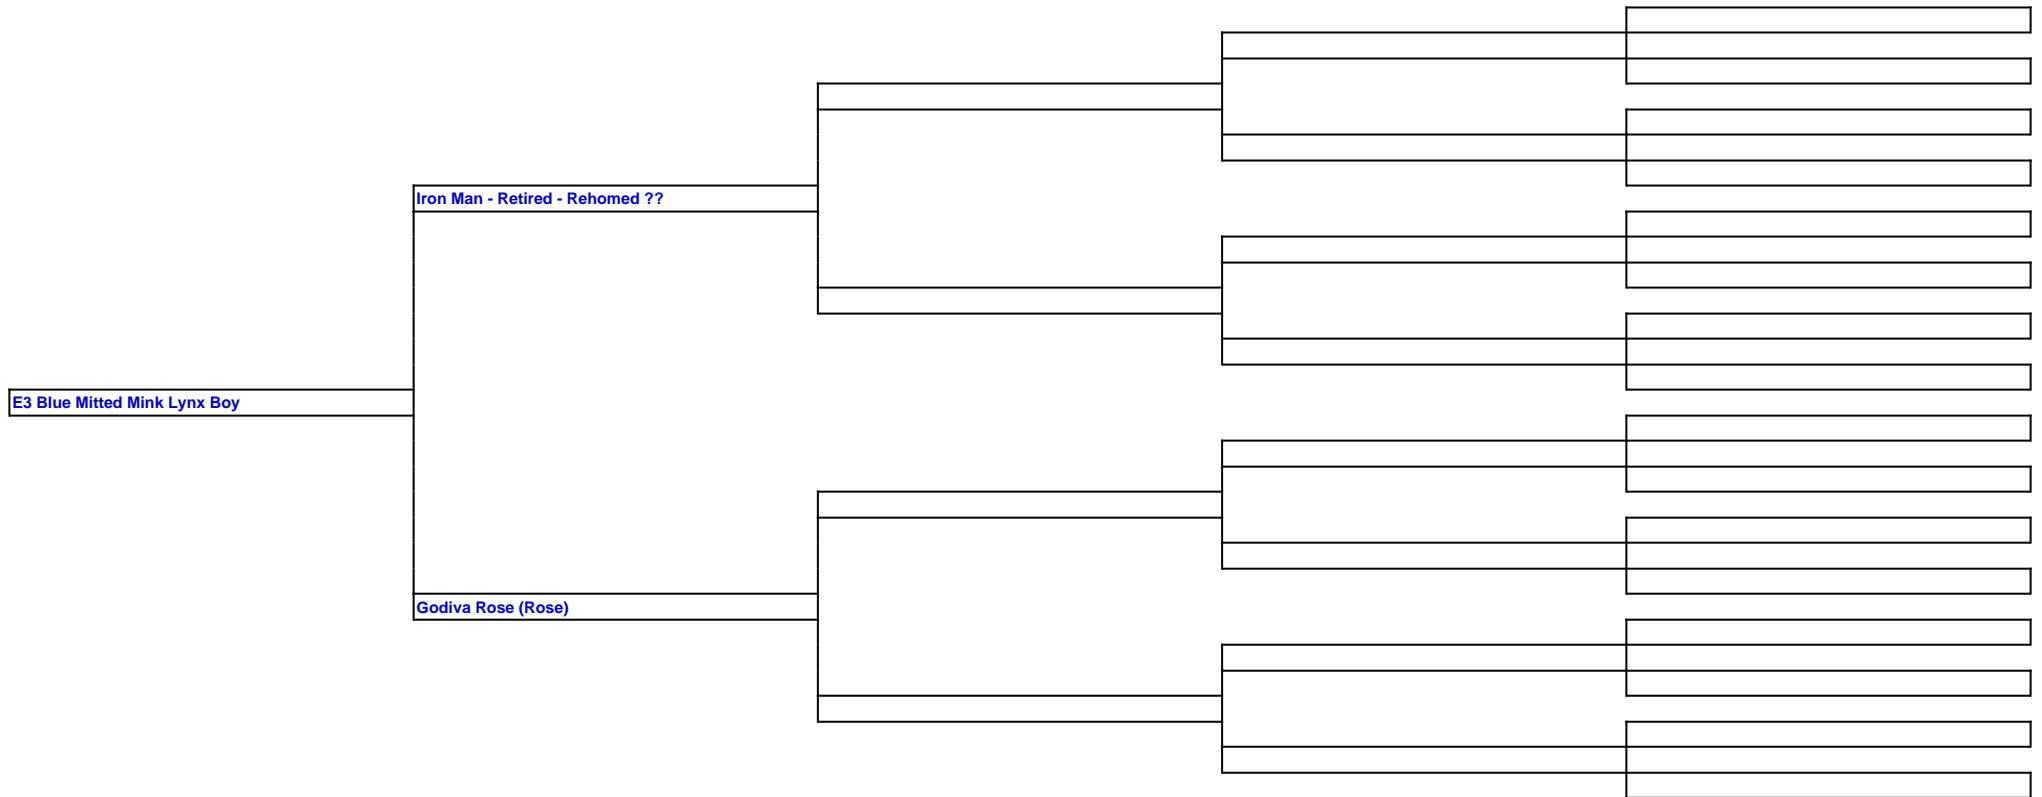 Iron Man - Retired - Rehomed ??
E3 Blue Mitted Mink Lynx Boy
Godiva Rose (Rose)